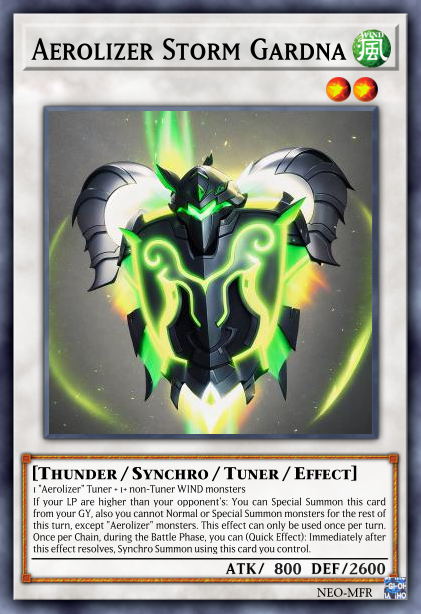 AEROLIZER STORM GARDNA
WIND
風
[THUNDER / SYNCHRO / TUNER / EFFECT]
1 "Aerolizer" Tuner + 1+ non-Tuner WIND monsters
If your LP are higher than your opponent's: You can Special Summon this card
from your GY, also you cannot Normal or Special Summon monsters for the rest of
this turn, except "Aerolizer" monsters. This effect can only be used once per turn.
Once per Chain, during the Battle Phase, you can (Quick Effect): Immediately after
this effect resolves, Synchro Summon using this card you control.
ATK/ 800 DEF/2600
NEO-MFR